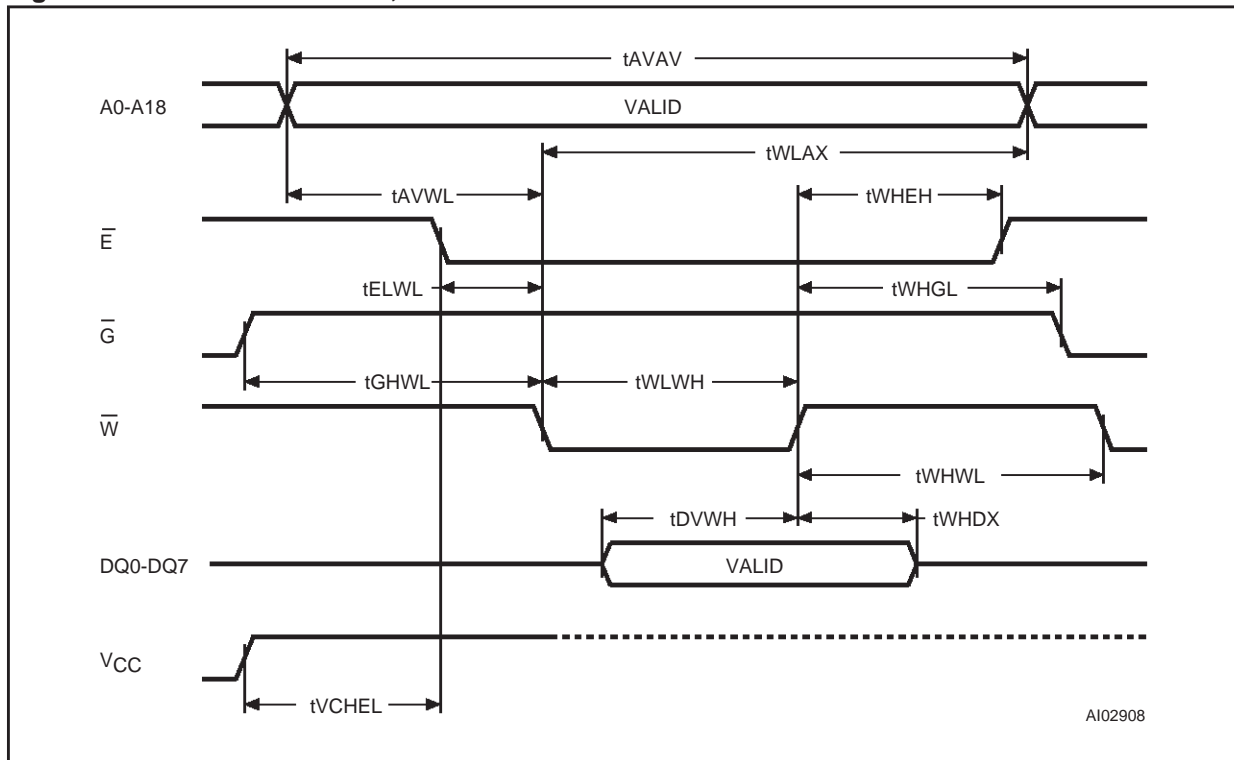 tAVAV
A0-A18
VALID
tWLAX
tAVWL
tWHEH
E
tELWL
tWHGL
G
tGHWL
tWLWH
W
tWHWL
tDVWH
tWHDX
DQ0-DQ7
VALID
VCC
tVCHEL
AI02908